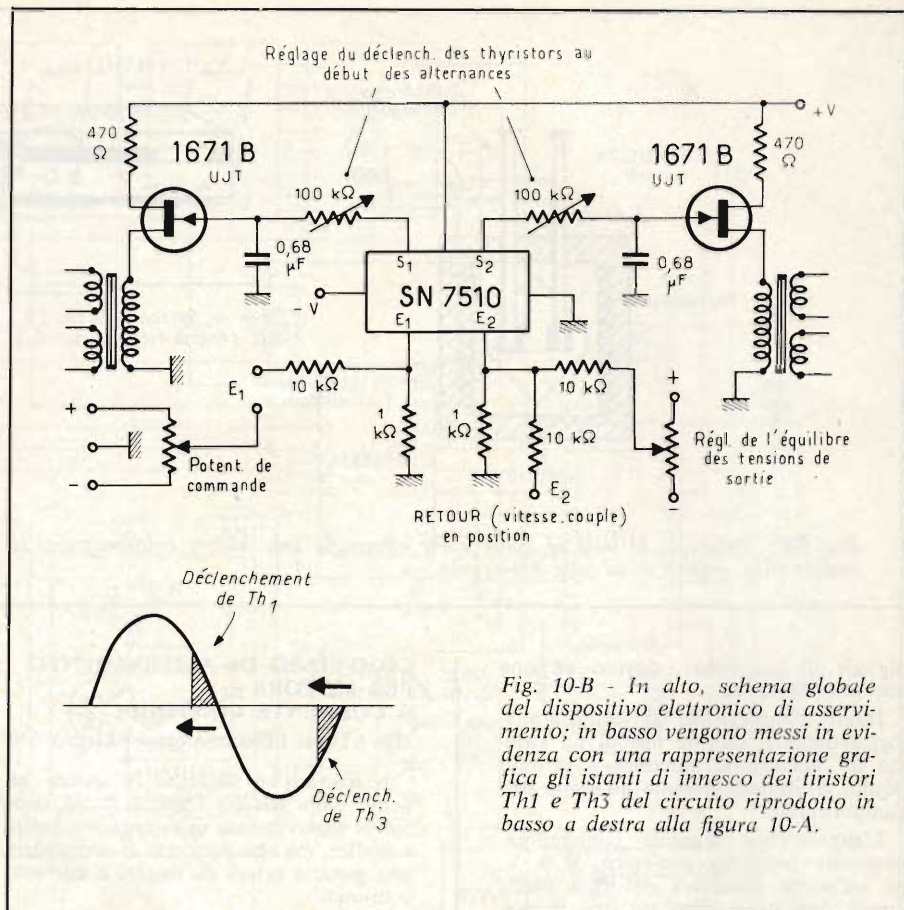 Réglage du déclench. des thyristors au
début des alternances
+V
470
Ω
1671 B
UJT
100 kΩ
100 kΩ
1671 B
UJT
470
Ω
0,68
µF
S1 S2
SN 7510
E1 E2
0,68
µF
-V
10 kΩ
E1
1
kΩ
1
kΩ
10 kΩ
10 kΩ
+
-
Potent. de
commande
E2
+
-
Régl. de l'équilibre
des tensions de
sortie
RETOUR (vitesse.couple)
en position
Déclenchement
de Th1
Déclench.
de Th3
Fig. 10-B - In alto, schema globale
del dispositivo elettronico di asservi-
mento; in basso vengono messi in evi-
denza con una rappresentazione gra-
fica gli istanti di innesco dei tiristori
Th1 e Th3 del circuito riprodotto in
basso a destra alla figura 10-A.